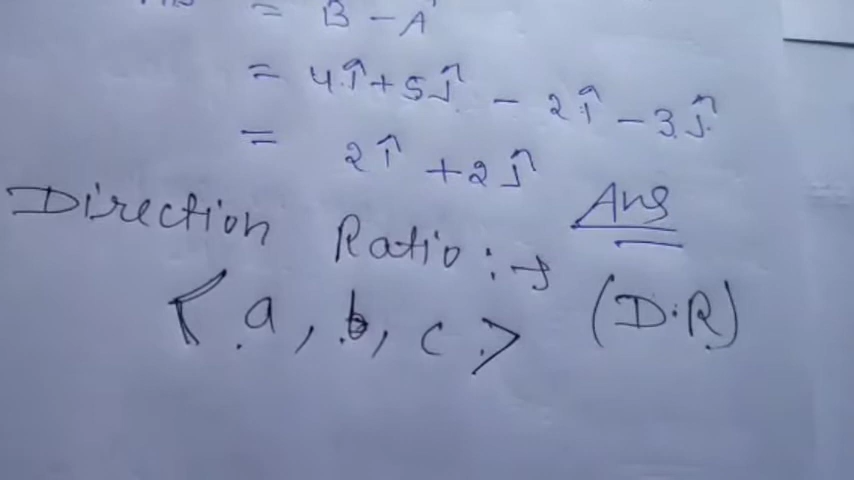 = B - A
= 4î + 5ĵ - 2î - 3ĵ
= 2î + 2ĵ
Ans
Direction Ratio :→
< a, b, c > (D.R)